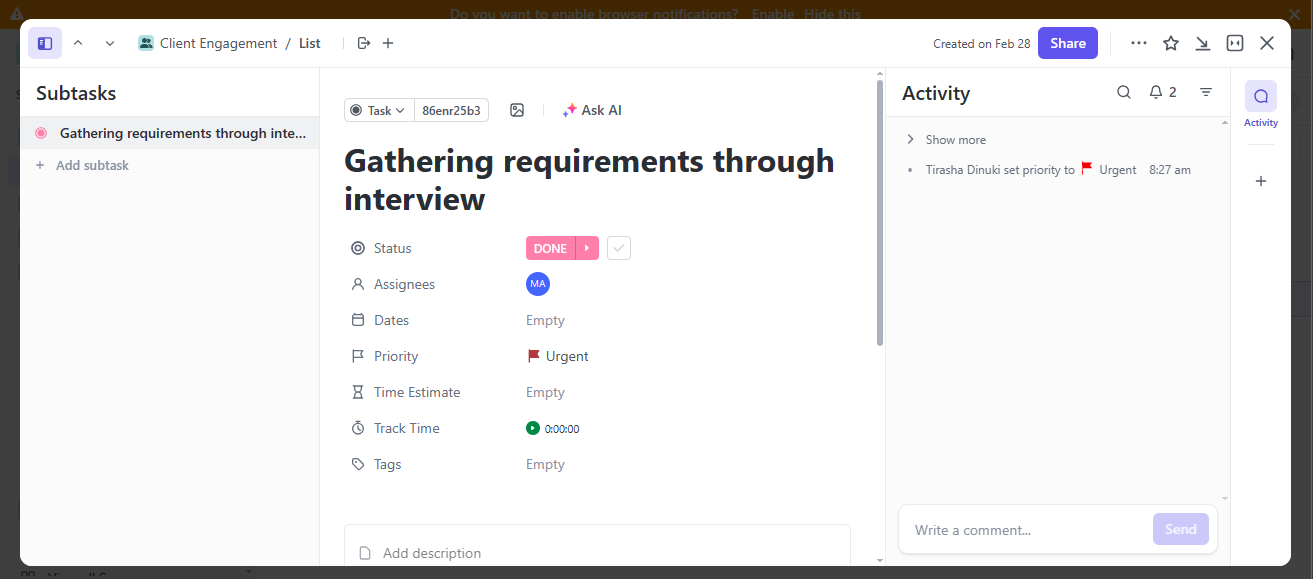 Do you want to enable browser notifications? Enable Hide this
Client Engagement / List
Created on Feb 28
Share
Subtasks
Gathering requirements through inte...
Add subtask
Task
86enr25b3
Ask AI
Gathering requirements through
interview
Status
DONE
Assignees
MA
Dates
Empty
Priority
Urgent
Time Estimate
Empty
Track Time
0:00:00
Tags
Empty
Add description
Activity
2
Show more
Tirasha Dinuki set priority to Urgent 8:27 am
Write a comment...
Send
Activity